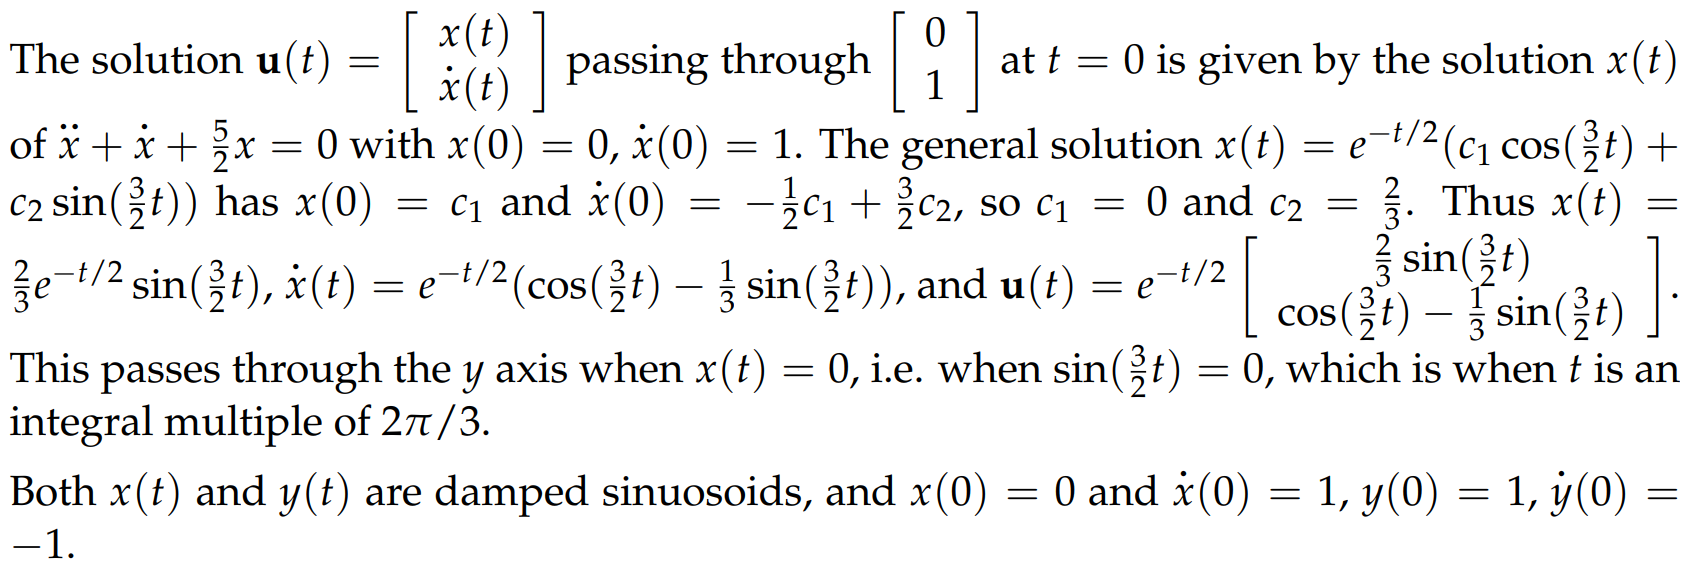 The solution u(t) = [ x(t) ẋ(t) ] passing through [ 0 1 ] at t = 0 is given by the solution x(t)
of ẍ + ẋ + 5/2 x = 0 with x(0) = 0, ẋ(0) = 1. The general solution x(t) = e^{−t/2}(c₁ cos(3/2 t) +
c₂ sin(3/2 t)) has x(0) = c₁ and ẋ(0) = −1/2 c₁ + 3/2 c₂, so c₁ = 0 and c₂ = 2/3. Thus x(t) =
2/3 e^{−t/2} sin(3/2 t), ẋ(t) = e^{−t/2}(cos(3/2 t) − 1/3 sin(3/2 t)), and u(t) = e^{−t/2} [ 2/3 sin(3/2 t) cos(3/2 t) − 1/3 sin(3/2 t) ].
This passes through the y axis when x(t) = 0, i.e. when sin(3/2 t) = 0, which is when t is an
integral multiple of 2π/3.
Both x(t) and y(t) are damped sinuosoids, and x(0) = 0 and ẋ(0) = 1, y(0) = 1, ẏ(0) =
−1.